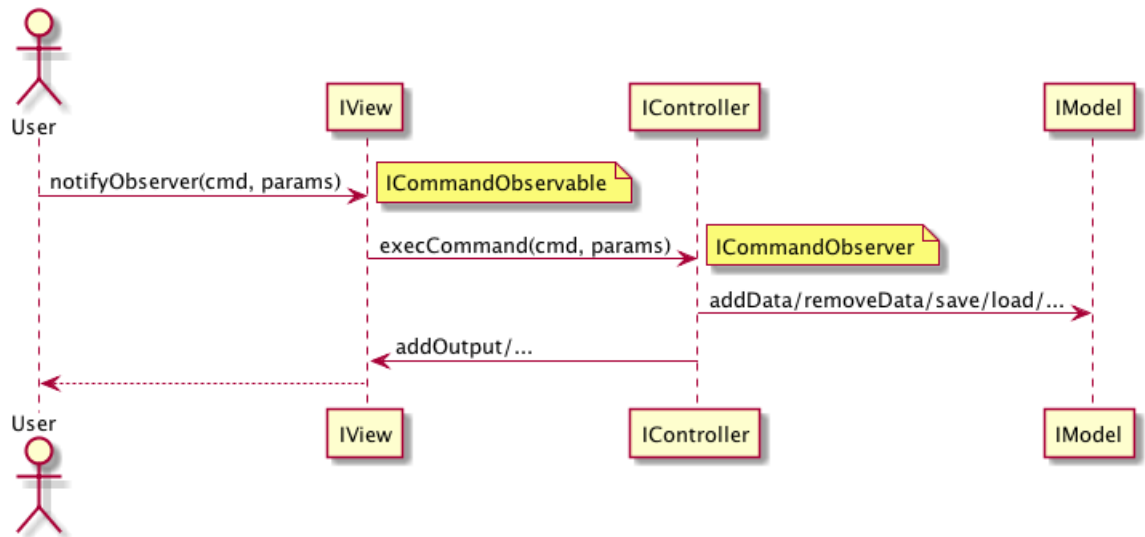 User
IView
IController
IModel
notifyObserver(cmd, params)
ICommandObservable
execCommand(cmd, params)
ICommandObserver
addData/removeData/save/load/...
addOutput/...
User
IView
IController
IModel